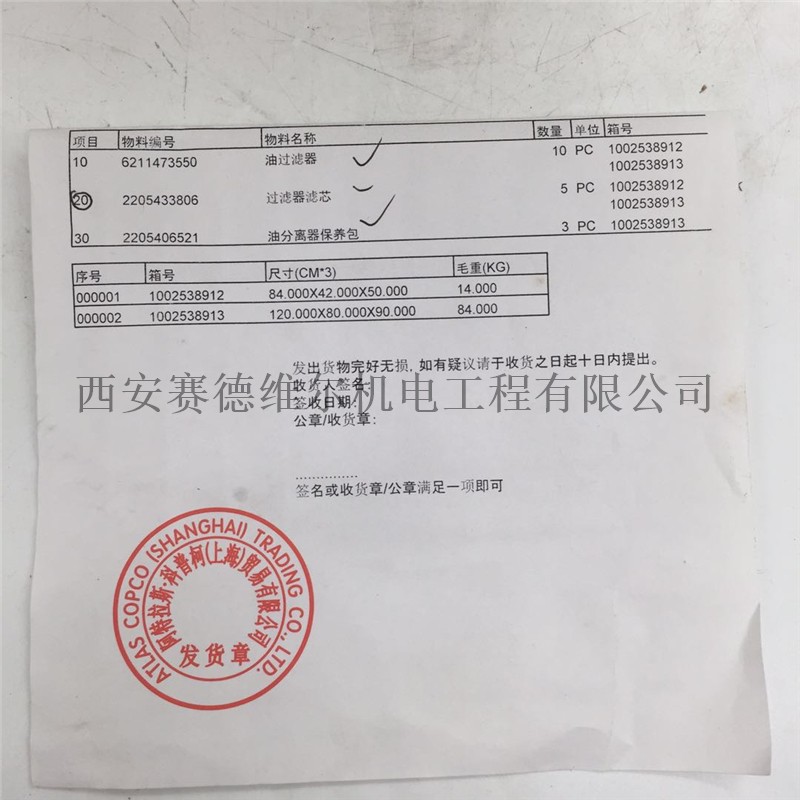 项目 物料编号 物料名称 数量 单位 箱号
10 6211473550 油过滤器 10 PC 1002538912
1002538913
20 2205433806 过滤器滤芯 5 PC 1002538912
1002538913
30 2205406521 油分离器保养包 3 PC 1002538913
序号 箱号 尺寸(CM*3) 毛重(KG)
000001 1002538912 84.000X42.000X50.000 14.000
000002 1002538913 120.000X80.000X90.000 84.000
发出货物完好无损, 如有疑议请于收货之日起十日内提出。
收货人签名:
西安赛德维尔机电工程有限公司
签收日期:
公章/收货章:
...............
签名或收货章/公章满足一项即可
ATLAS COPCO (SHANGHAI) TRADING CO., LTD.
阿特拉斯·科普柯(上海)贸易有限公司
发货章